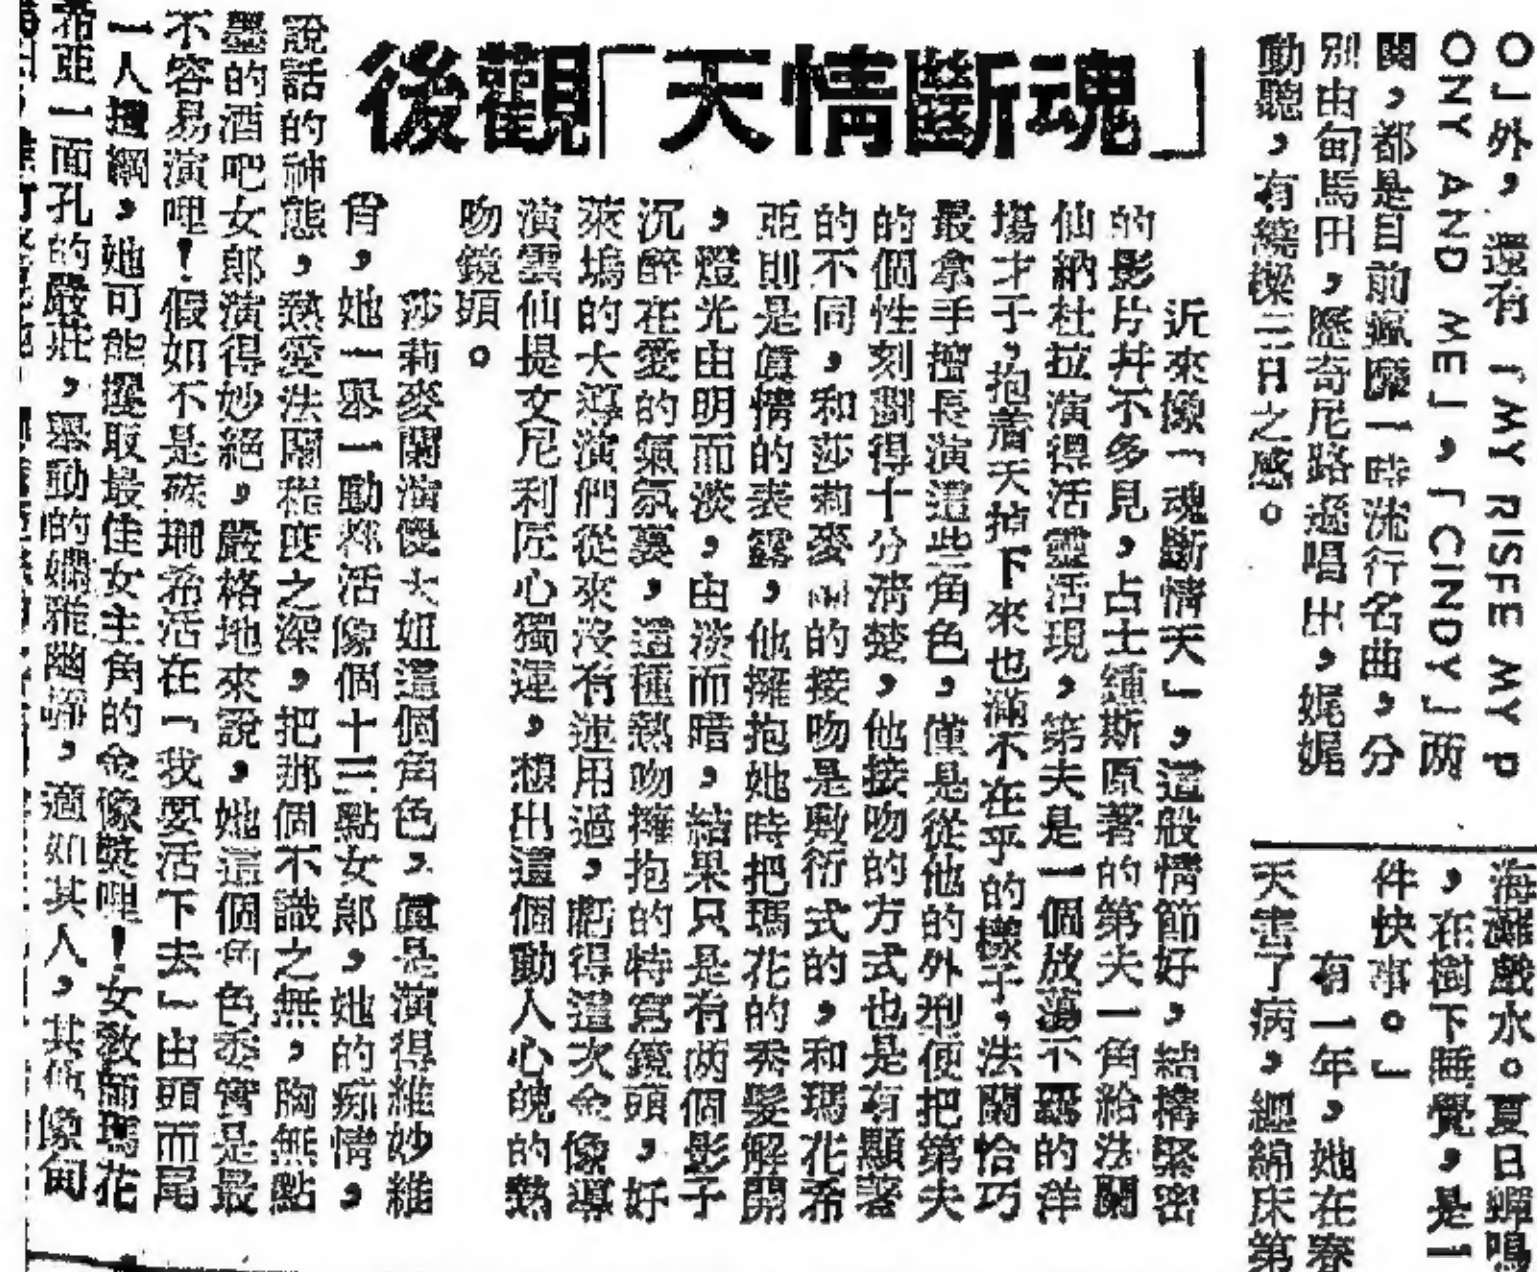 O」外，還有「MY RISFE MY P
ONY AND ME」，「CINDY」两
関，都是目前瘋魔一時流行名曲，分
別由甸馬田，歷奇尼路遜唱出，娓娓
動聽，有繞樑三日之感。
海灘戲水。夏日蟬鳴
，在樹下睡覺，是一
件快事。」
有一年，她在春
天害了病，纏綿床第
後觀「天情斷魂」
近來像「魂斷情天」，這般情節好，結構緊密
的影片幷不多見，占士鍾斯原著的第夫一角給法關
仙納杜拉演得活靈活現，第夫是一個放蕩不羈的洋
塲才子，抱着天掉下來也滿不在乎的樣子，法關恰巧
最拿手擅長演這些角色，僅是從他的外型便把第夫
的個性刻劃得十分淸楚，他接吻的方式也是有顯著
的不同，和莎莉麥的接吻是敷衍式的，和瑪花希
亚則是眞情的表露，他擁抱她時把瑪花的秀髮解開
，燈光由明而淡，由淡而暗，結果只是有两個影子
沉醉在愛的氣氛裏，這種熱吻擁抱的特寫鏡頭，好
萊塢的大導演們從來沒有運用過，虧得這次金像導
演雲仙提文尼利匠心獨運，想出這個動人心魄的熱
吻鏡頭。
莎莉麥蘭演傻大姐這個角色，眞是演得維妙維
肖，她一舉一動都活像個十三點女郞，她的痴情，
說話的神態，熱愛法關程度之深，把那個不識之無，胸無點
墨的酒吧女郞演得妙絕，嚴格地來說，她這個角色委實是最
不容易演哩！假如不是蘇珊希活在「我要活下去」出頭而尾
一人擔綱，她可能攫取最佳女主角的金像奬哩！女敎師瑪花
希亚一面孔的嚴莊，擧動的嫻雅幽嫻，適如其人，其他像甸